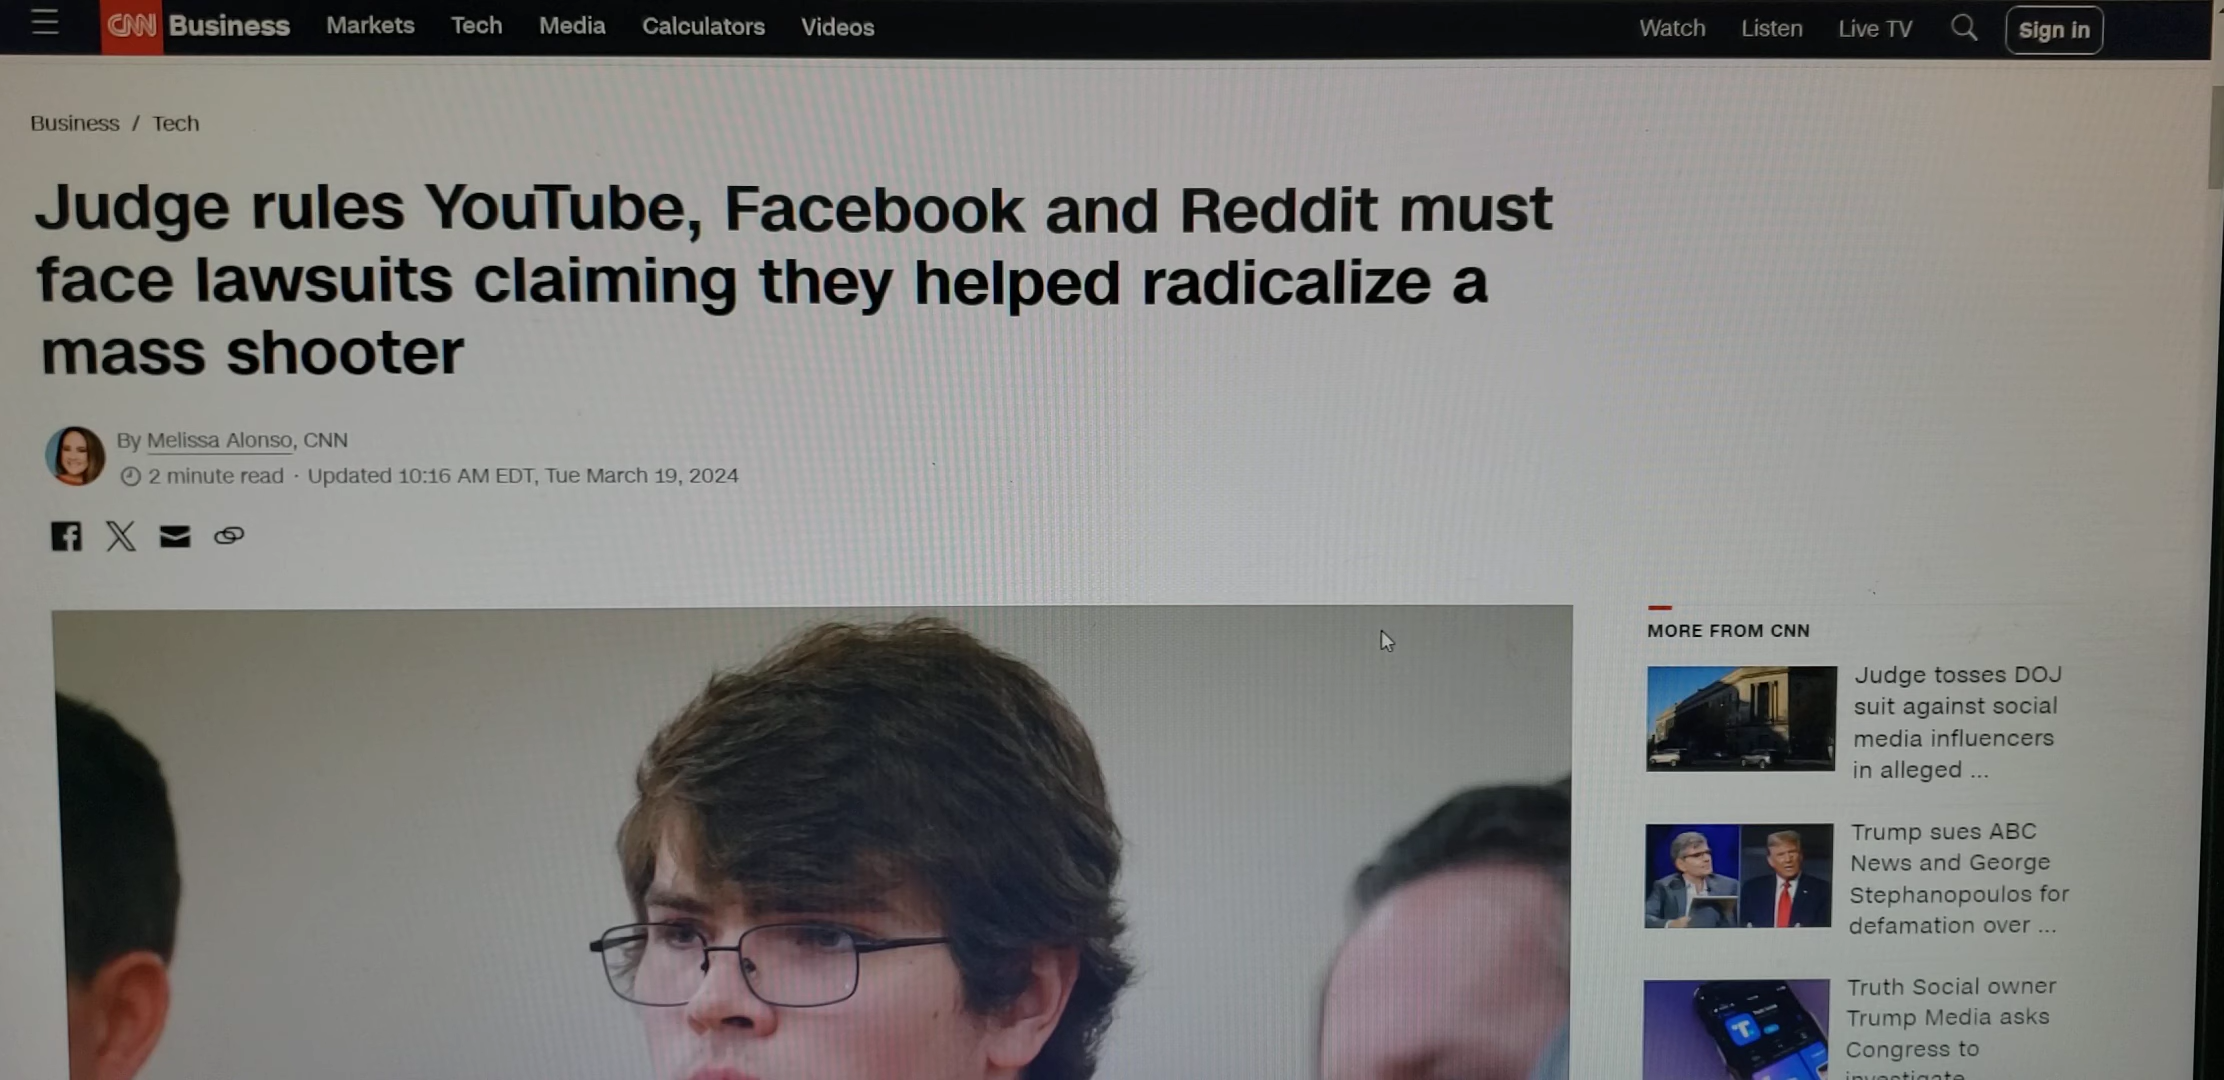 CNN Business Markets Tech Media Calculators Videos Watch Listen Live TV Sign in
Business / Tech
Judge rules YouTube, Facebook and Reddit must
face lawsuits claiming they helped radicalize a
mass shooter
By Melissa Alonso, CNN
2 minute read · Updated 10:16 AM EDT, Tue March 19, 2024
MORE FROM CNN
Judge tosses DOJ
suit against social
media influencers
in alleged ...
Trump sues ABC
News and George
Stephanopoulos for
defamation over ...
Truth Social owner
Trump Media asks
Congress to
investigate